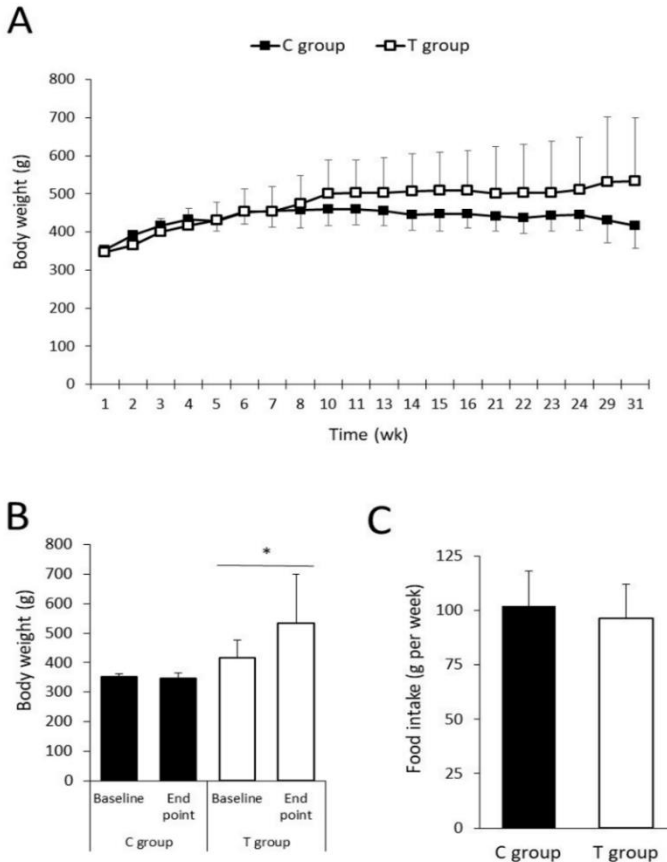 A
C group T group
800
700
600
500
400
300
200
100
0
Body weight (g)
1 2 3 4 5 6 7 8 10 11 13 14 15 16 21 22 23 24 29 31
Time (wk)
B
800
700
600
500
400
300
200
100
0
Body weight (g)
*
Baseline End point Baseline End point
C group T group
C
125
100
75
50
25
0
Food intake (g per week)
C group T group